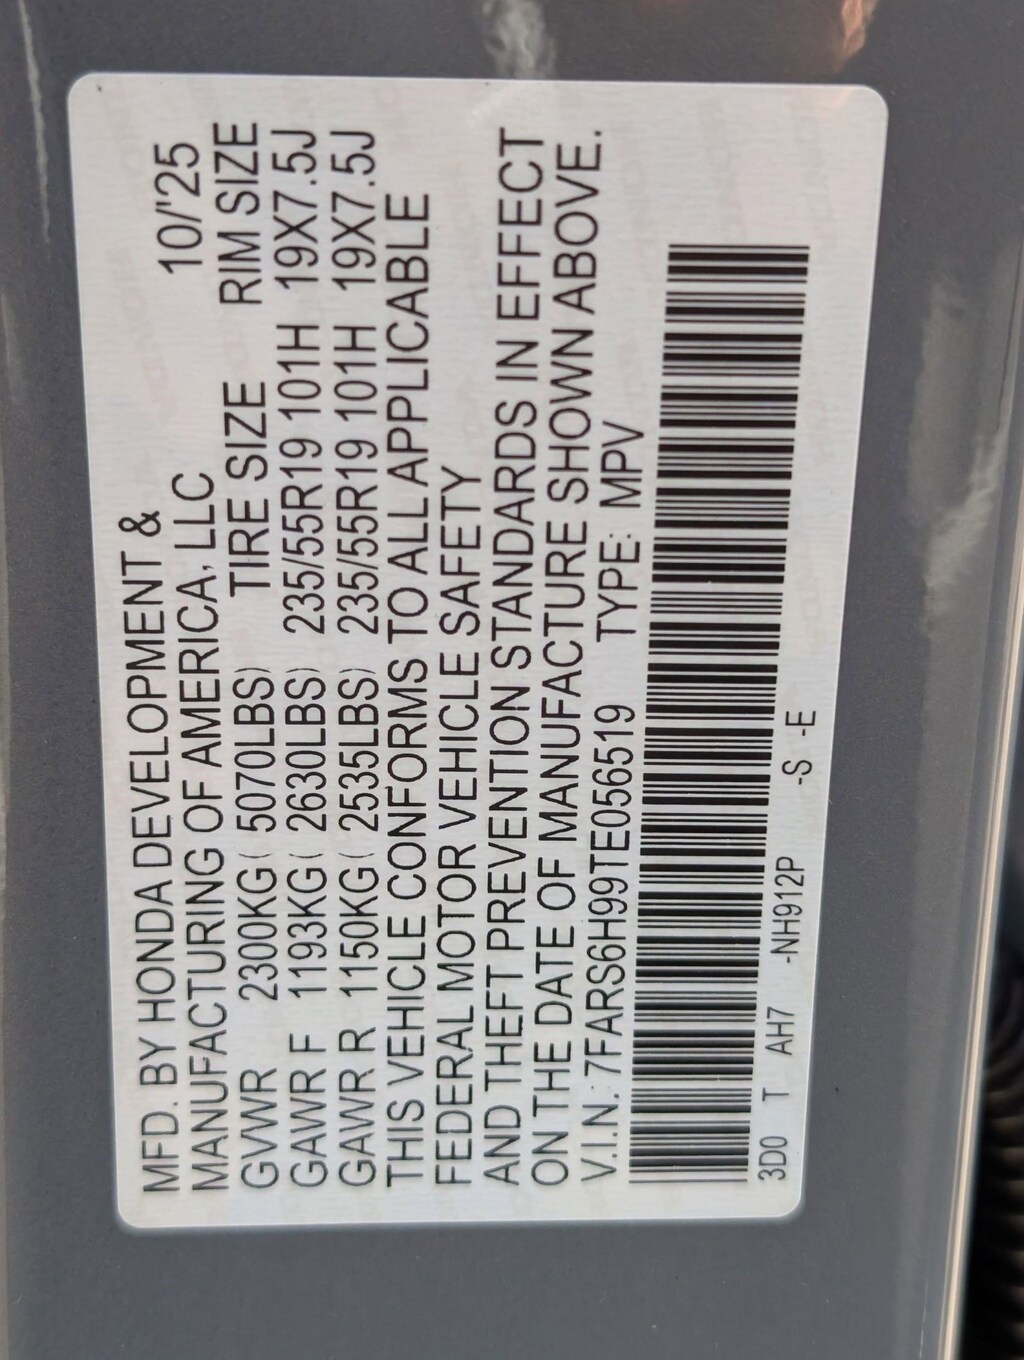 MFD. BY HONDA DEVELOPMENT &
MANUFACTURING OF AMERICA, LLC 10/'25
GVWR 2300KG( 5070LBS) TIRE SIZE RIM SIZE
GAWR F 1193KG( 2630LBS) 235/55R19 101H 19X7.5J
GAWR R 1150KG( 2535LBS) 235/55R19 101H 19X7.5J
THIS VEHICLE CONFORMS TO ALL APPLICABLE
FEDERAL MOTOR VEHICLE SAFETY
AND THEFT PREVENTION STANDARDS IN EFFECT
ON THE DATE OF MANUFACTURE SHOWN ABOVE.
V.I.N.: 7FARS6H99TE056519 TYPE: MPV
3D0 T AH7 -NH912P -S -E